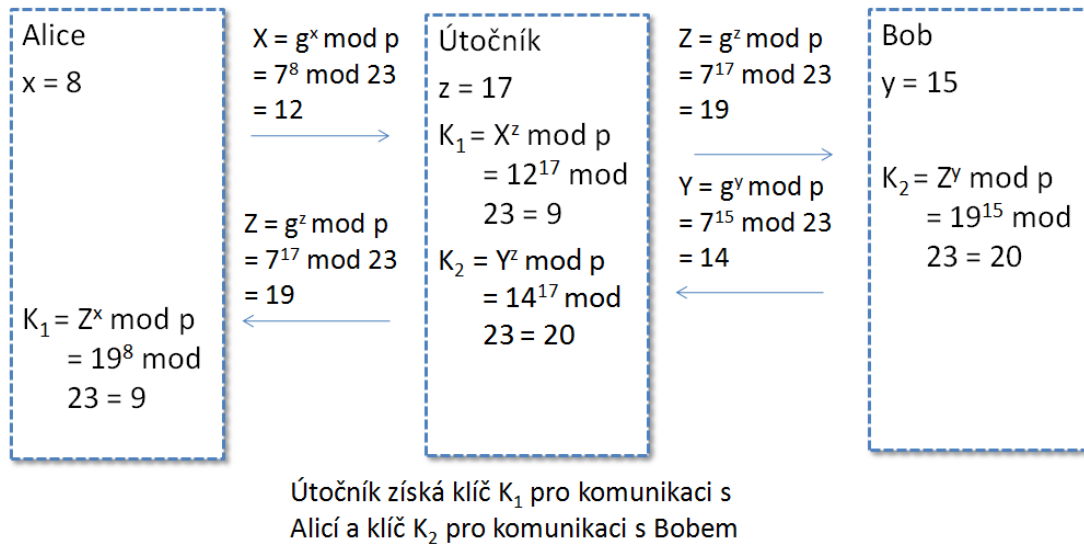 Alice
x = 8
K₁ = Zˣ mod p
= 19⁸ mod
23 = 9
X = gˣ mod p
= 7⁸ mod 23
= 12
Z = gᶻ mod p
= 7¹⁷ mod 23
= 19
Útočník
z = 17
K₁ = Xᶻ mod p
= 12¹⁷ mod
23 = 9
K₂ = Yᶻ mod p
= 14¹⁷ mod
23 = 20
Z = gᶻ mod p
= 7¹⁷ mod 23
= 19
Y = gʸ mod p
= 7¹⁵ mod 23
= 14
Bob
y = 15
K₂ = Zʸ mod p
= 19¹⁵ mod
23 = 20
Útočník získá klíč K₁ pro komunikaci s
Alicí a klíč K₂ pro komunikaci s Bobem